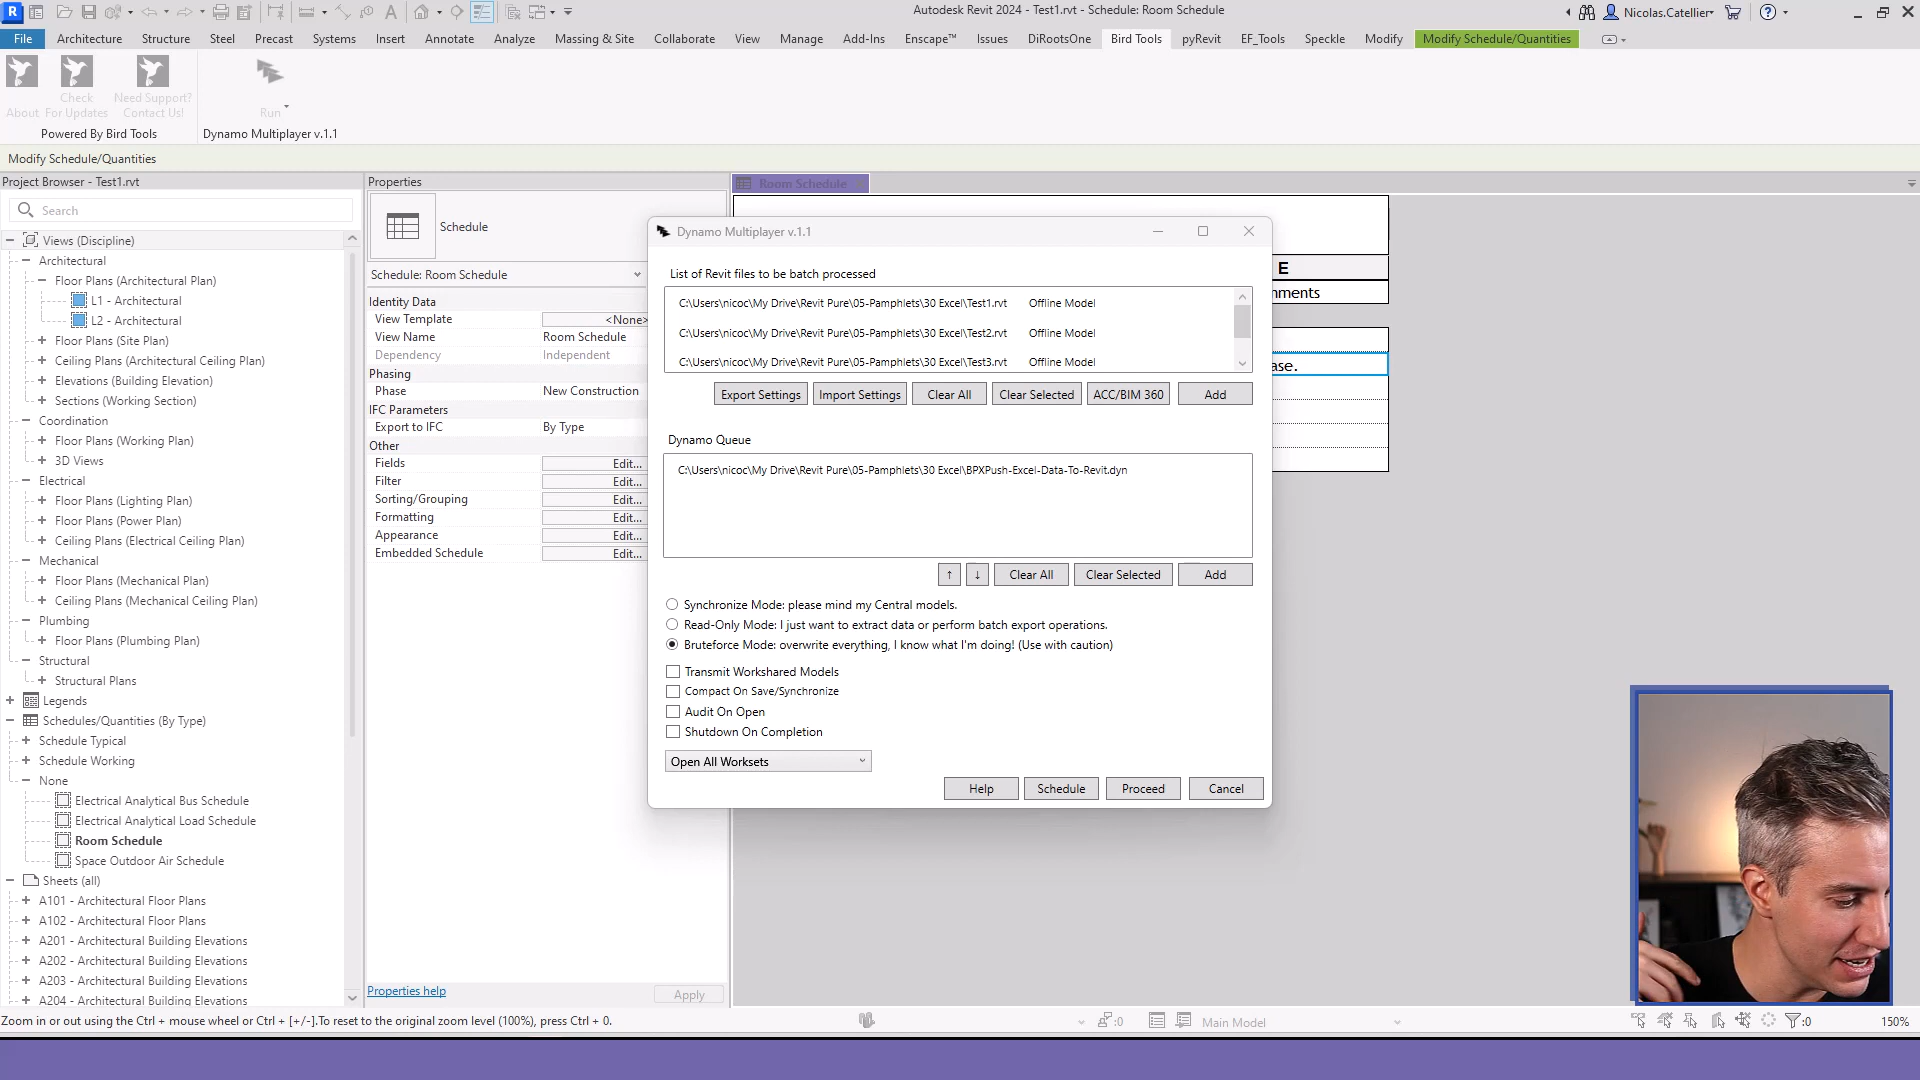 Autodesk Revit 2024 - Test1.rvt - Schedule: Room Schedule
Nicolas.Catellier
File
Architecture
Structure
Steel
Precast
Systems
Insert
Annotate
Analyze
Massing & Site
Collaborate
View
Manage
Add-Ins
Enscape™
Issues
DiRootsOne
Bird Tools
pyRevit
EF_Tools
Speckle
Modify
Modify Schedule/Quantities
About
Check
For Updates
Need Support?
Contact Us!
Run
Powered By Bird Tools
Dynamo Multiplayer v.1.1
Modify Schedule/Quantities
Project Browser - Test1.rvt
Search
Views (Discipline)
Architectural
Floor Plans (Architectural Plan)
L1 - Architectural
L2 - Architectural
Floor Plans (Site Plan)
Ceiling Plans (Architectural Ceiling Plan)
Elevations (Building Elevation)
Sections (Working Section)
Coordination
Floor Plans (Working Plan)
3D Views
Electrical
Floor Plans (Lighting Plan)
Floor Plans (Power Plan)
Ceiling Plans (Electrical Ceiling Plan)
Mechanical
Floor Plans (Mechanical Plan)
Ceiling Plans (Mechanical Ceiling Plan)
Plumbing
Floor Plans (Plumbing Plan)
Structural
Structural Plans
Legends
Schedules/Quantities (By Type)
Schedule Typical
Schedule Working
None
Electrical Analytical Bus Schedule
Electrical Analytical Load Schedule
Room Schedule
Space Outdoor Air Schedule
Sheets (all)
A101 - Architectural Floor Plans
A102 - Architectural Floor Plans
A201 - Architectural Building Elevations
A202 - Architectural Building Elevations
A203 - Architectural Building Elevations
A204 - Architectural Building Elevations
Properties
Schedule
Schedule: Room Schedule
Identity Data
View Template <None>
View Name Room Schedule
Dependency Independent
Phasing
Phase New Construction
IFC Parameters
Export to IFC By Type
Other
Fields Edit...
Filter Edit...
Sorting/Grouping Edit...
Formatting Edit...
Appearance Edit...
Embedded Schedule Edit...
Properties help
Apply
Room Schedule
E
nments
ase.
Dynamo Multiplayer v.1.1
List of Revit files to be batch processed
C:\Users\nicoc\My Drive\Revit Pure\05-Pamphlets\30 Excel\Test1.rvt Offline Model
C:\Users\nicoc\My Drive\Revit Pure\05-Pamphlets\30 Excel\Test2.rvt Offline Model
C:\Users\nicoc\My Drive\Revit Pure\05-Pamphlets\30 Excel\Test3.rvt Offline Model
Export Settings
Import Settings
Clear All
Clear Selected
ACC/BIM 360
Add
Dynamo Queue
C:\Users\nicoc\My Drive\Revit Pure\05-Pamphlets\30 Excel\BPXPush-Excel-Data-To-Revit.dyn
↑
↓
Clear All
Clear Selected
Add
Synchronize Mode: please mind my Central models.
Read-Only Mode: I just want to extract data or perform batch export operations.
Bruteforce Mode: overwrite everything, I know what I'm doing! (Use with caution)
Transmit Workshared Models
Compact On Save/Synchronize
Audit On Open
Shutdown On Completion
Open All Worksets
Help
Schedule
Proceed
Cancel
Zoom in or out using the Ctrl + mouse wheel or Ctrl + [+/-].To reset to the original zoom level (100%), press Ctrl + 0.
:0
Main Model
:0
150%